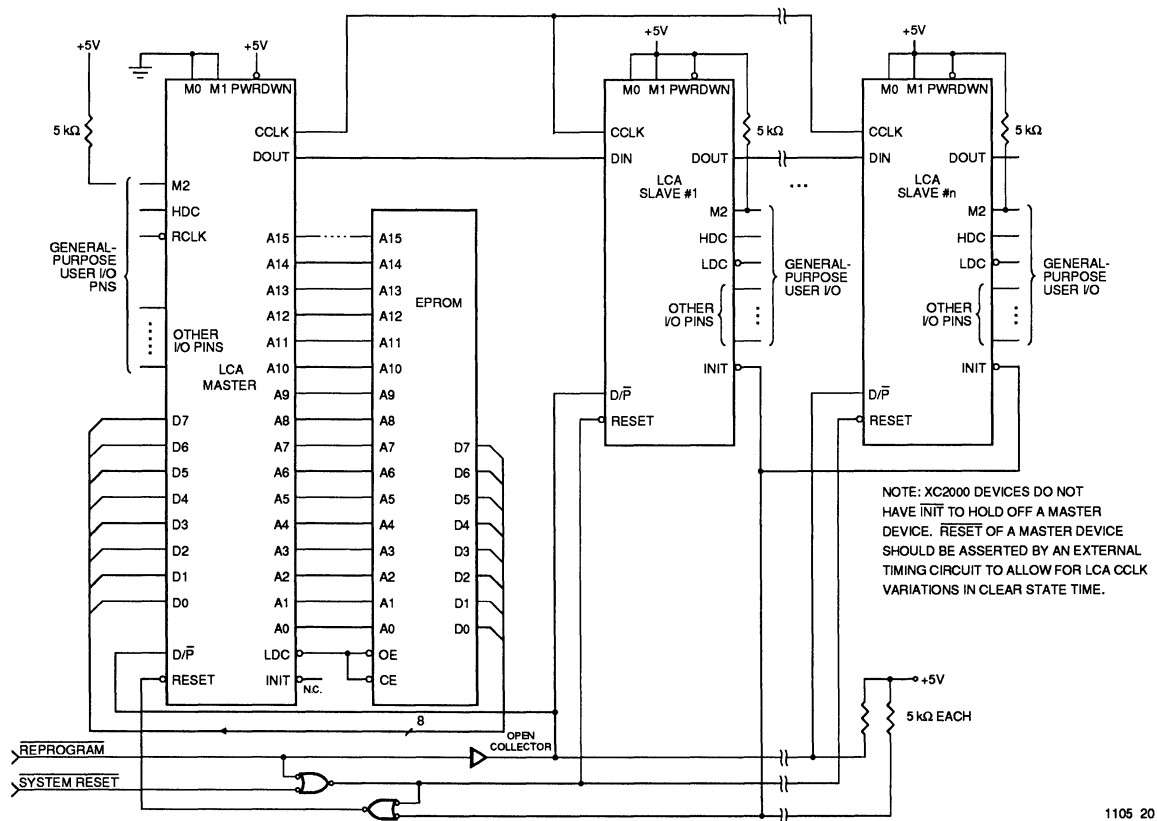 +5V
5 kΩ
+5V
M0 M1 PWRDWN
CCLK
DOUT
M2
HDC
RCLK
GENERAL-
PURPOSE
USER I/O
PNS
OTHER
I/O PINS
LCA
MASTER
A15
A14
A13
A12
A11
A10
A9
A8
A7
A6
A5
A4
A3
A2
A1
A0
D7
D6
D5
D4
D3
D2
D1
D0
D/P̅
RESET
LDC
INIT
N.C.
A15
A14
A13
A12
A11
A10
A9
A8
A7
A6
A5
A4
A3
A2
A1
A0
EPROM
D7
D6
D5
D4
D3
D2
D1
D0
OE
CE
8
+5V
M0 M1 PWRDWN
5 kΩ
CCLK
DIN
DOUT
LCA
SLAVE #1
M2
HDC
LDC
GENERAL-
PURPOSE
USER I/O
OTHER
I/O PINS
INIT
D/P̅
RESET
...
+5V
M0 M1 PWRDWN
5 kΩ
CCLK
DIN
DOUT
LCA
SLAVE #n
M2
HDC
LDC
GENERAL-
PURPOSE
USER I/O
OTHER
I/O PINS
INIT
D/P̅
RESET
NOTE: XC2000 DEVICES DO NOT
HAVE I̅N̅I̅T̅ TO HOLD OFF A MASTER
DEVICE. R̅E̅S̅E̅T̅ OF A MASTER DEVICE
SHOULD BE ASSERTED BY AN EXTERNAL
TIMING CIRCUIT TO ALLOW FOR LCA CCLK
VARIATIONS IN CLEAR STATE TIME.
+5V
5 kΩ EACH
OPEN
COLLECTOR
R̅E̅P̅R̅O̅G̅R̅A̅M̅
S̅Y̅S̅T̅E̅M̅ R̅E̅S̅E̅T̅
1105 20